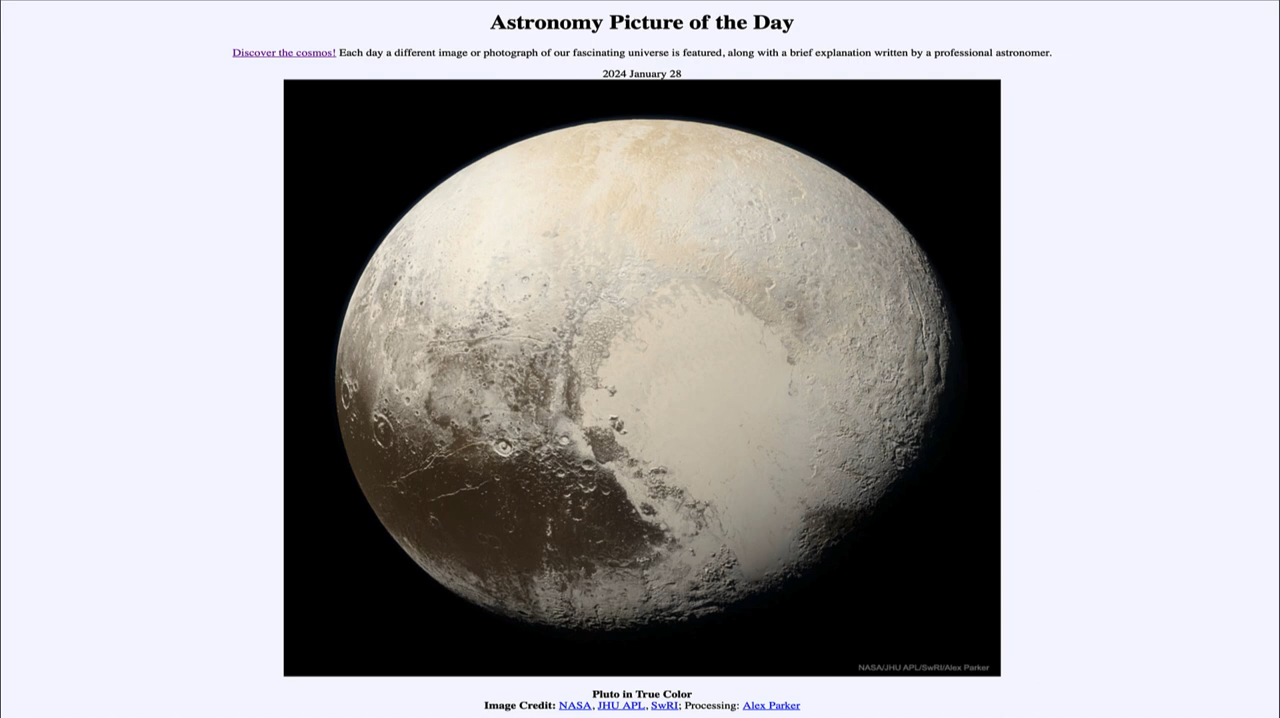 Astronomy Picture of the Day
Discover the cosmos! Each day a different image or photograph of our fascinating universe is featured, along with a brief explanation written by a professional astronomer.
2024 January 28
NASA/JHU APL/SwRI/Alex Parker
Pluto in True Color
Image Credit: NASA, JHU APL, SwRI; Processing: Alex Parker